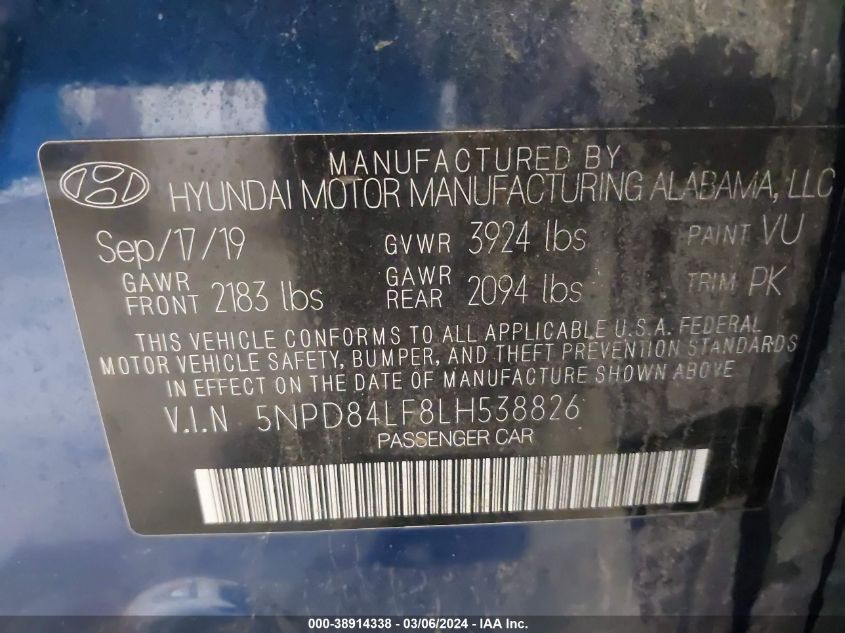 MANUFACTURED BY
HYUNDAI MOTOR MANUFACTURING ALABAMA, LLC
Sep/17/19 GVWR 3924 lbs PAINT VU
GAWR FRONT 2183 lbs GAWR REAR 2094 lbs TRIM PK
THIS VEHICLE CONFORMS TO ALL APPLICABLE U.S.A. FEDERAL
MOTOR VEHICLE SAFETY, BUMPER, AND THEFT PREVENTION STANDARDS
IN EFFECT ON THE DATE OF MANUFACTURE SHOWN ABOVE
V.I.N 5NPD84LF8LH538826
PASSENGER CAR
000-38914338 - 03/06/2024 - IAA Inc.